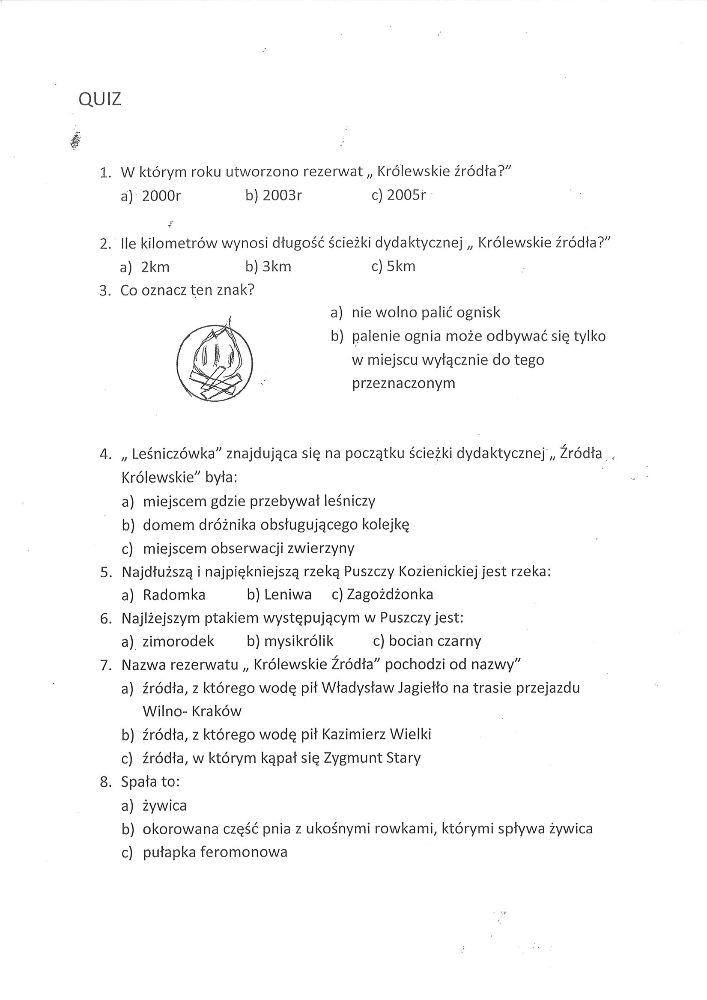 QUIZ
1. W którym roku utworzono rezerwat „ Królewskie źródła?”
a) 2000r b) 2003r c) 2005r
2. Ile kilometrów wynosi długość ścieżki dydaktycznej „ Królewskie źródła?”
a) 2km b) 3km c) 5km
3. Co oznacz ten znak?
a) nie wolno palić ognisk
b) palenie ognia może odbywać się tylko
w miejscu wyłącznie do tego
przeznaczonym
4. „ Leśniczówka” znajdująca się na początku ścieżki dydaktycznej „ Źródła
Królewskie” była:
a) miejscem gdzie przebywał leśniczy
b) domem dróżnika obsługującego kolejkę
c) miejscem obserwacji zwierzyny
5. Najdłuższą i najpiękniejszą rzeką Puszczy Kozienickiej jest rzeka:
a) Radomka b) Leniwa c) Zagożdżonka
6. Najlżejszym ptakiem występującym w Puszczy jest:
a) zimorodek b) mysikrólik c) bocian czarny
7. Nazwa rezerwatu „ Królewskie Źródła” pochodzi od nazwy”
a) źródła, z którego wodę pił Władysław Jagiełło na trasie przejazdu
Wilno- Kraków
b) źródła, z którego wodę pił Kazimierz Wielki
c) źródła, w którym kąpał się Zygmunt Stary
8. Spała to:
a) żywica
b) okorowana część pnia z ukośnymi rowkami, którymi spływa żywica
c) pułapka feromonowa